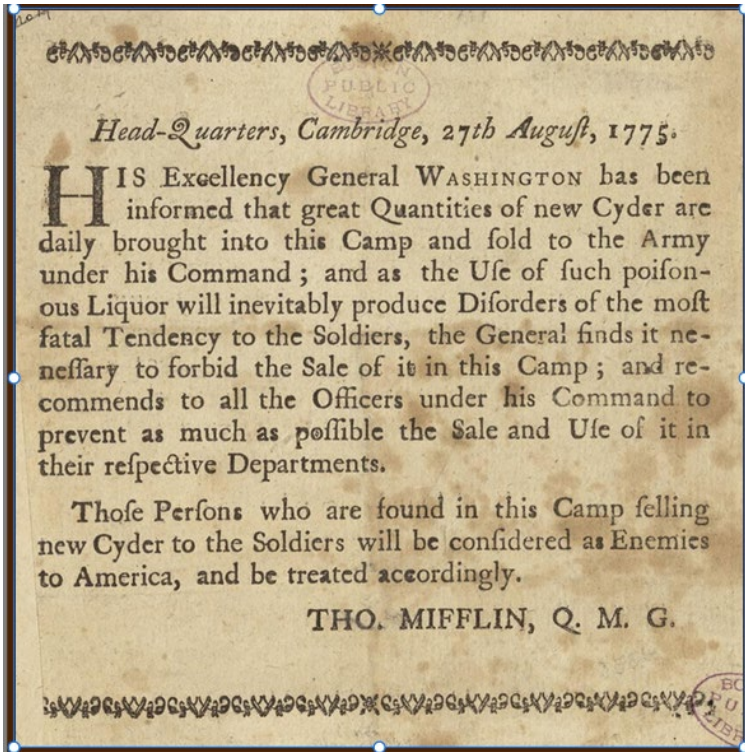 PUBLIC
LIBRARY
Head-Quarters, Cambridge, 27th Auguſt, 1775.
HIS Excellency General WASHINGTON has been
informed that great Quantities of new Cyder are
daily brought into this Camp and ſold to the Army
under his Command ; and as the Uſe of ſuch poiſon-
ous Liquor will inevitably produce Diſorders of the moſt
fatal Tendency to the Soldiers, the General finds it ne-
neſſary to forbid the Sale of it in this Camp ; and re-
commends to all the Officers under his Command to
prevent as much as poſſible the Sale and Uſe of it in
their reſpective Departments.
Thoſe Perſons who are found in this Camp ſelling
new Cyder to the Soldiers will be conſidered as Enemies
to America, and be treated accordingly.
THO. MIFFLIN, Q. M. G.